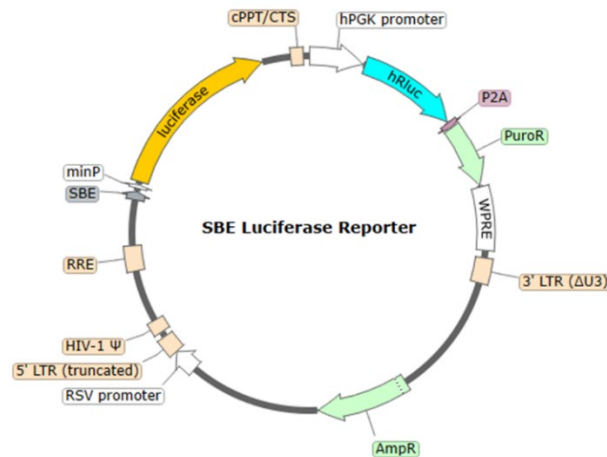 cPPT/CTS
hPGK promoter
hRluc
P2A
PuroR
WPRE
3' LTR (ΔU3)
AmpR
RSV promoter
5' LTR (truncated)
HIV-1 Ψ
RRE
SBE
minP
luciferase
SBE Luciferase Reporter